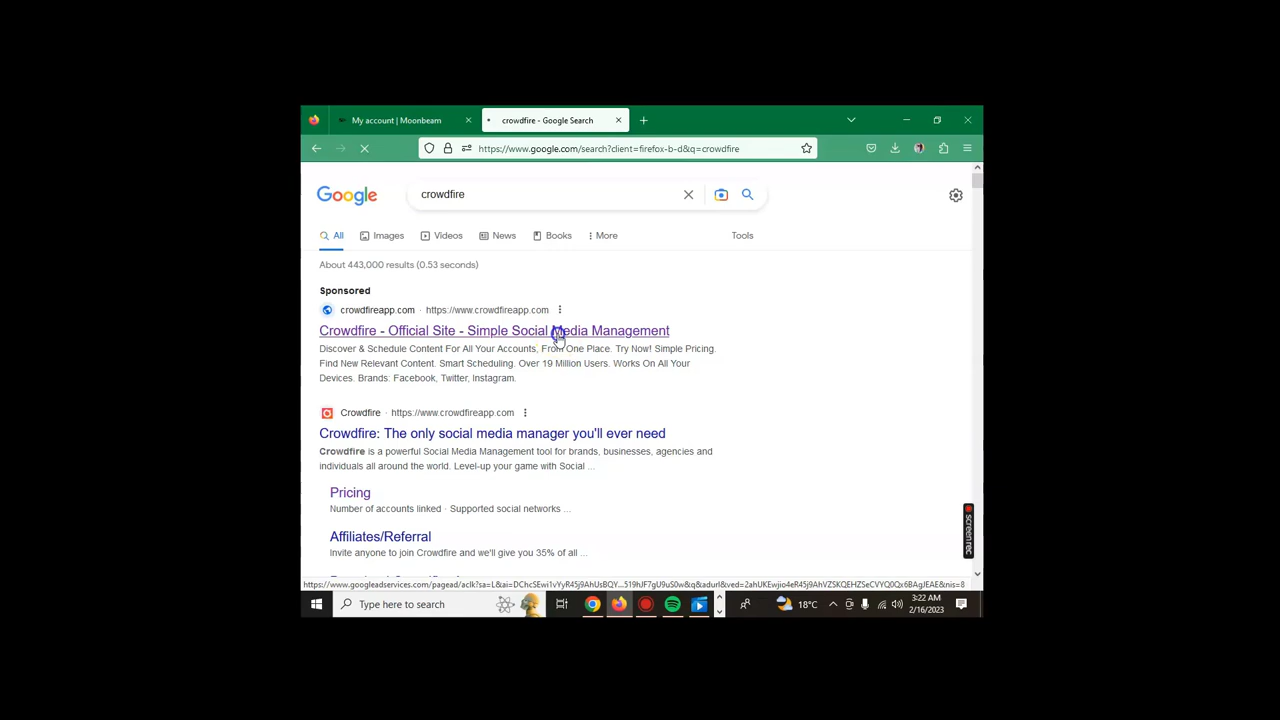 My account | Moonbeam
crowdfire - Google Search
https://www.google.com/search?client=firefox-b-d&q=crowdfire
Google
crowdfire
All
Images
Videos
News
Books
More
Tools
About 443,000 results (0.53 seconds)
Sponsored
crowdfireapp.com · https://www.crowdfireapp.com
Crowdfire - Official Site - Simple Social Media Management
Discover & Schedule Content For All Your Accounts, From One Place. Try Now! Simple Pricing.
Find New Relevant Content. Smart Scheduling. Over 19 Million Users. Works On All Your
Devices. Brands: Facebook, Twitter, Instagram.
Crowdfire · https://www.crowdfireapp.com
Crowdfire: The only social media manager you'll ever need
Crowdfire is a powerful Social Media Management tool for brands, businesses, agencies and
individuals all around the world. Level-up your game with Social ...
Pricing
Number of accounts linked · Supported social networks ...
Affiliates/Referral
Invite anyone to join Crowdfire and we'll give you 35% of all ...
screen rec
Type here to search
18°C
3:22 AM
2/16/2023